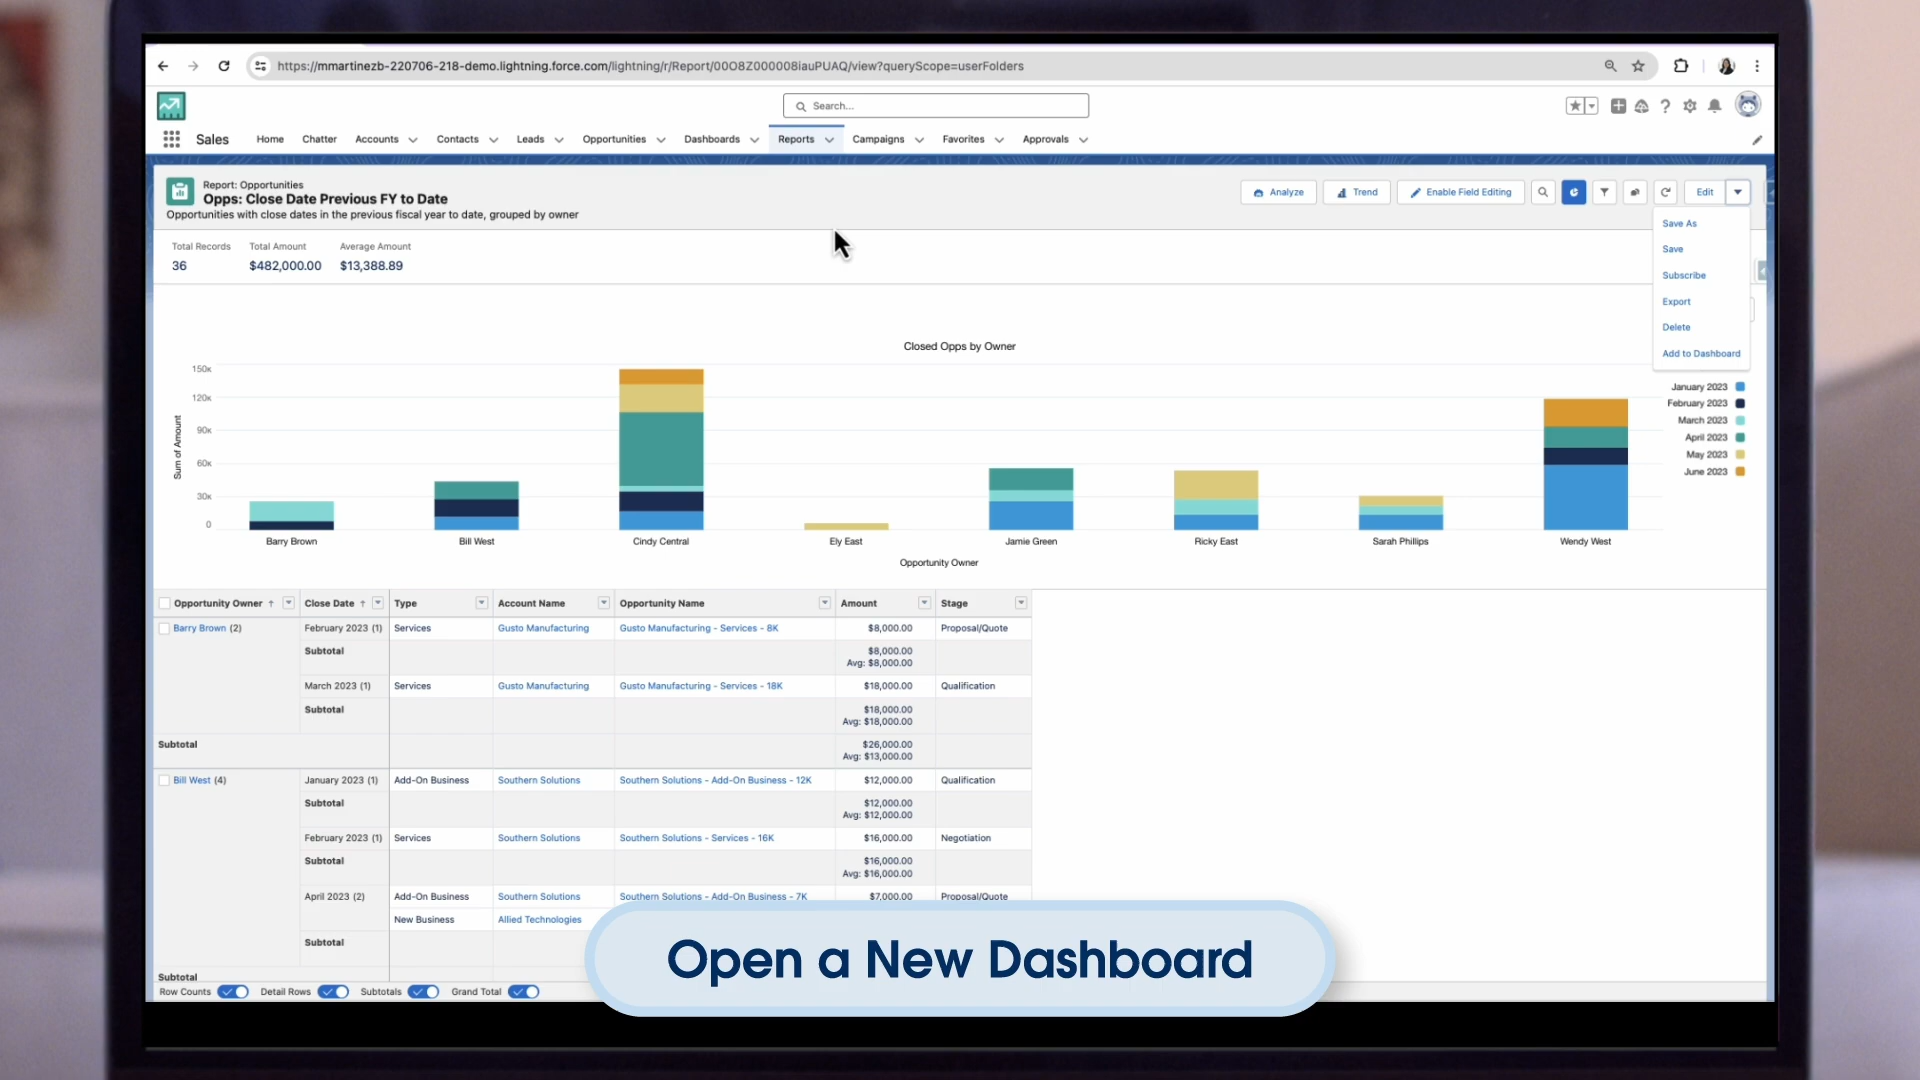 https://mmartinezb-220706-218-demo.lightning.force.com/lightning/r/Report/00O8Z000008iauPUAQ/view?queryScope=userFolders
Search...
Sales
Home
Chatter
Accounts
Contacts
Leads
Opportunities
Dashboards
Reports
Campaigns
Favorites
Approvals
Report: Opportunities
Opps: Close Date Previous FY to Date
Opportunities with close dates in the previous fiscal year to date, grouped by owner
Analyze
Trend
Enable Field Editing
Edit
Save As
Save
Subscribe
Export
Delete
Add to Dashboard
Total Records
Total Amount
Average Amount
36
$482,000.00
$13,388.89
Closed Opps by Owner
Sum of Amount
150K
120K
90K
60K
30K
0
Barry Brown
Bill West
Cindy Central
Ely East
Jamie Green
Ricky East
Sarah Phillips
Wendy West
Opportunity Owner
January 2023
February 2023
March 2023
April 2023
May 2023
June 2023
Opportunity Owner ↑ Close Date ↑ Type Account Name Opportunity Name Amount Stage
Barry Brown (2) February 2023 (1) Services Gusto Manufacturing Gusto Manufacturing - Services - 8K $8,000.00 Proposal/Quote
Subtotal $8,000.00
Avg: $8,000.00
March 2023 (1) Services Gusto Manufacturing Gusto Manufacturing - Services - 18K $18,000.00 Qualification
Subtotal $18,000.00
Avg: $18,000.00
Subtotal $26,000.00
Avg: $13,000.00
Bill West (4) January 2023 (1) Add-On Business Southern Solutions Southern Solutions - Add-On Business - 12K $12,000.00 Qualification
Subtotal $12,000.00
Avg: $12,000.00
February 2023 (1) Services Southern Solutions Southern Solutions - Services - 16K $16,000.00 Negotiation
Subtotal $16,000.00
Avg: $16,000.00
April 2023 (2) Add-On Business Southern Solutions Southern Solutions - Add-On Business - 7K $7,000.00 Proposal/Quote
New Business Allied Technologies
Subtotal
Subtotal
Row Counts Detail Rows Subtotals Grand Total
Open a New Dashboard